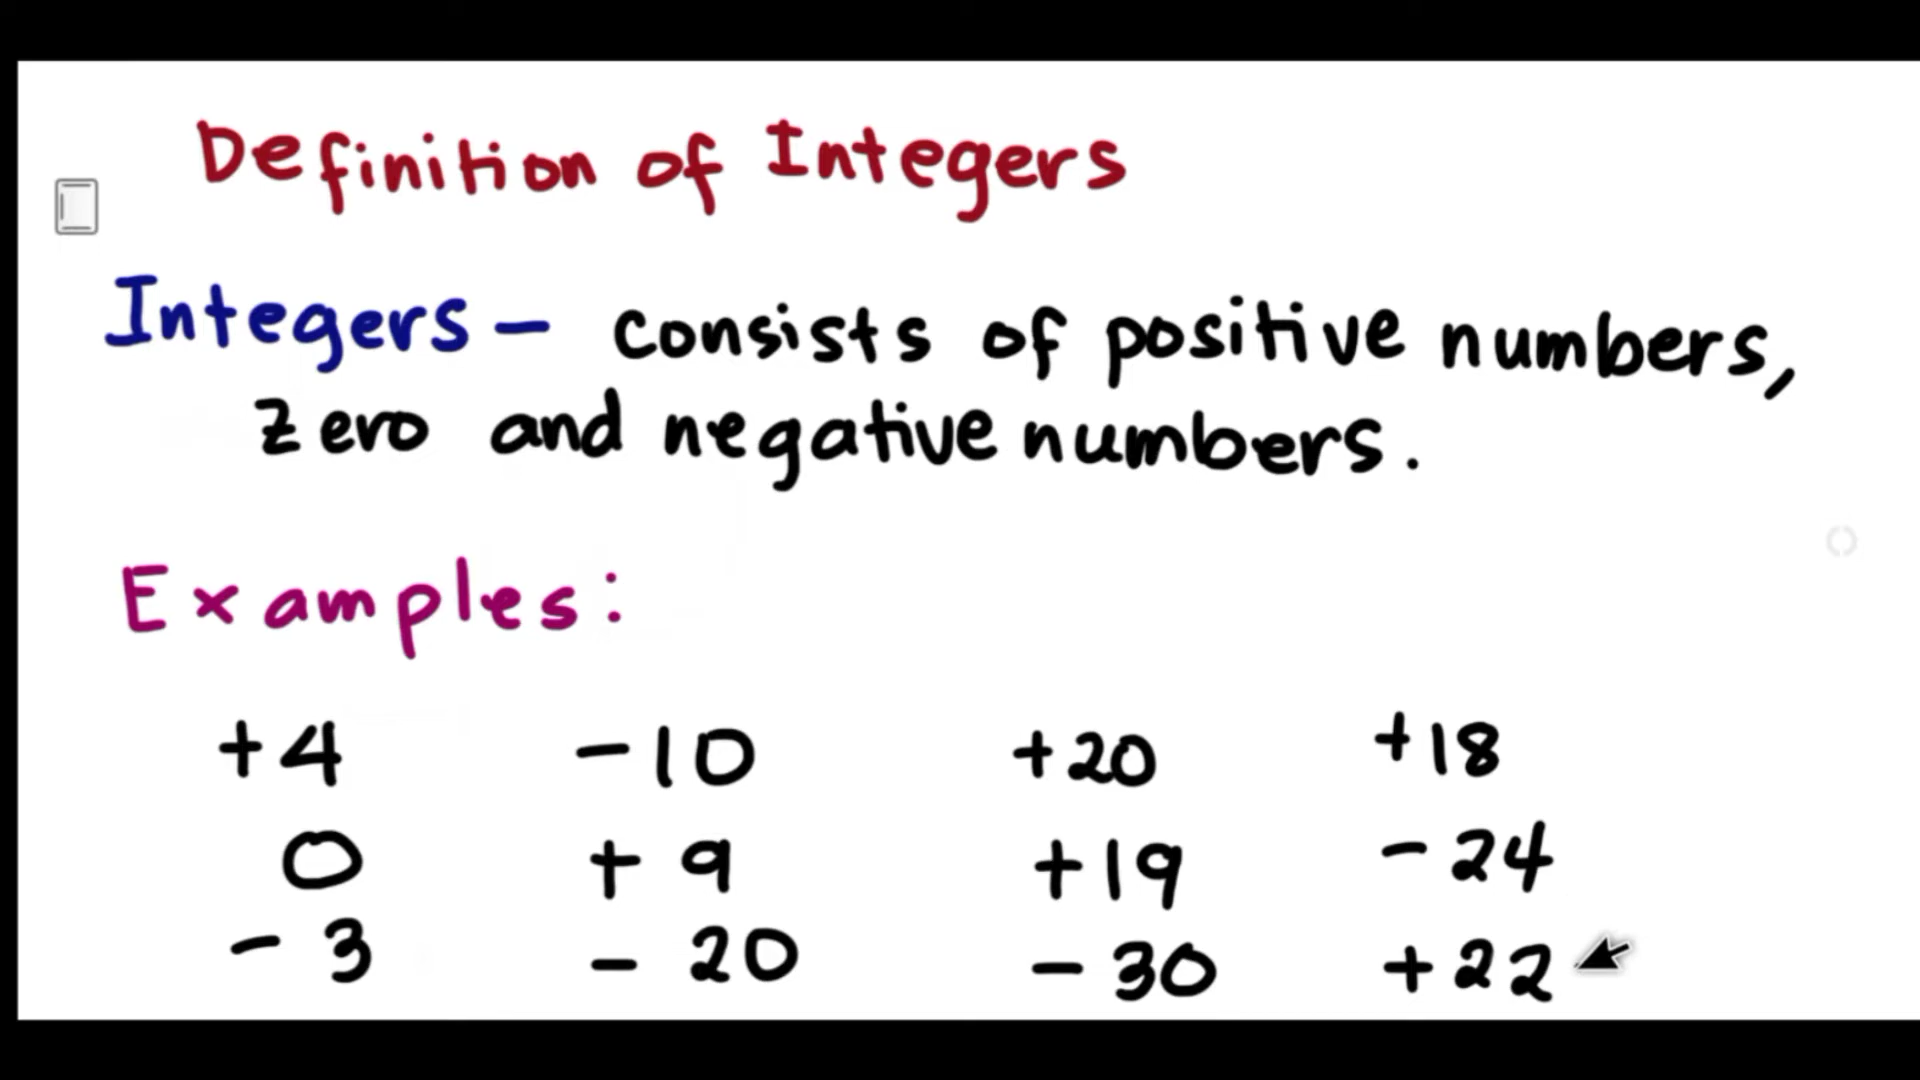 Definition of Integers
Integers - consists of positive numbers,
zero and negative numbers.
Examples:
+4 -10 +20 +18
0 + 9 +19 - 24
- 3 - 20 - 30 +22